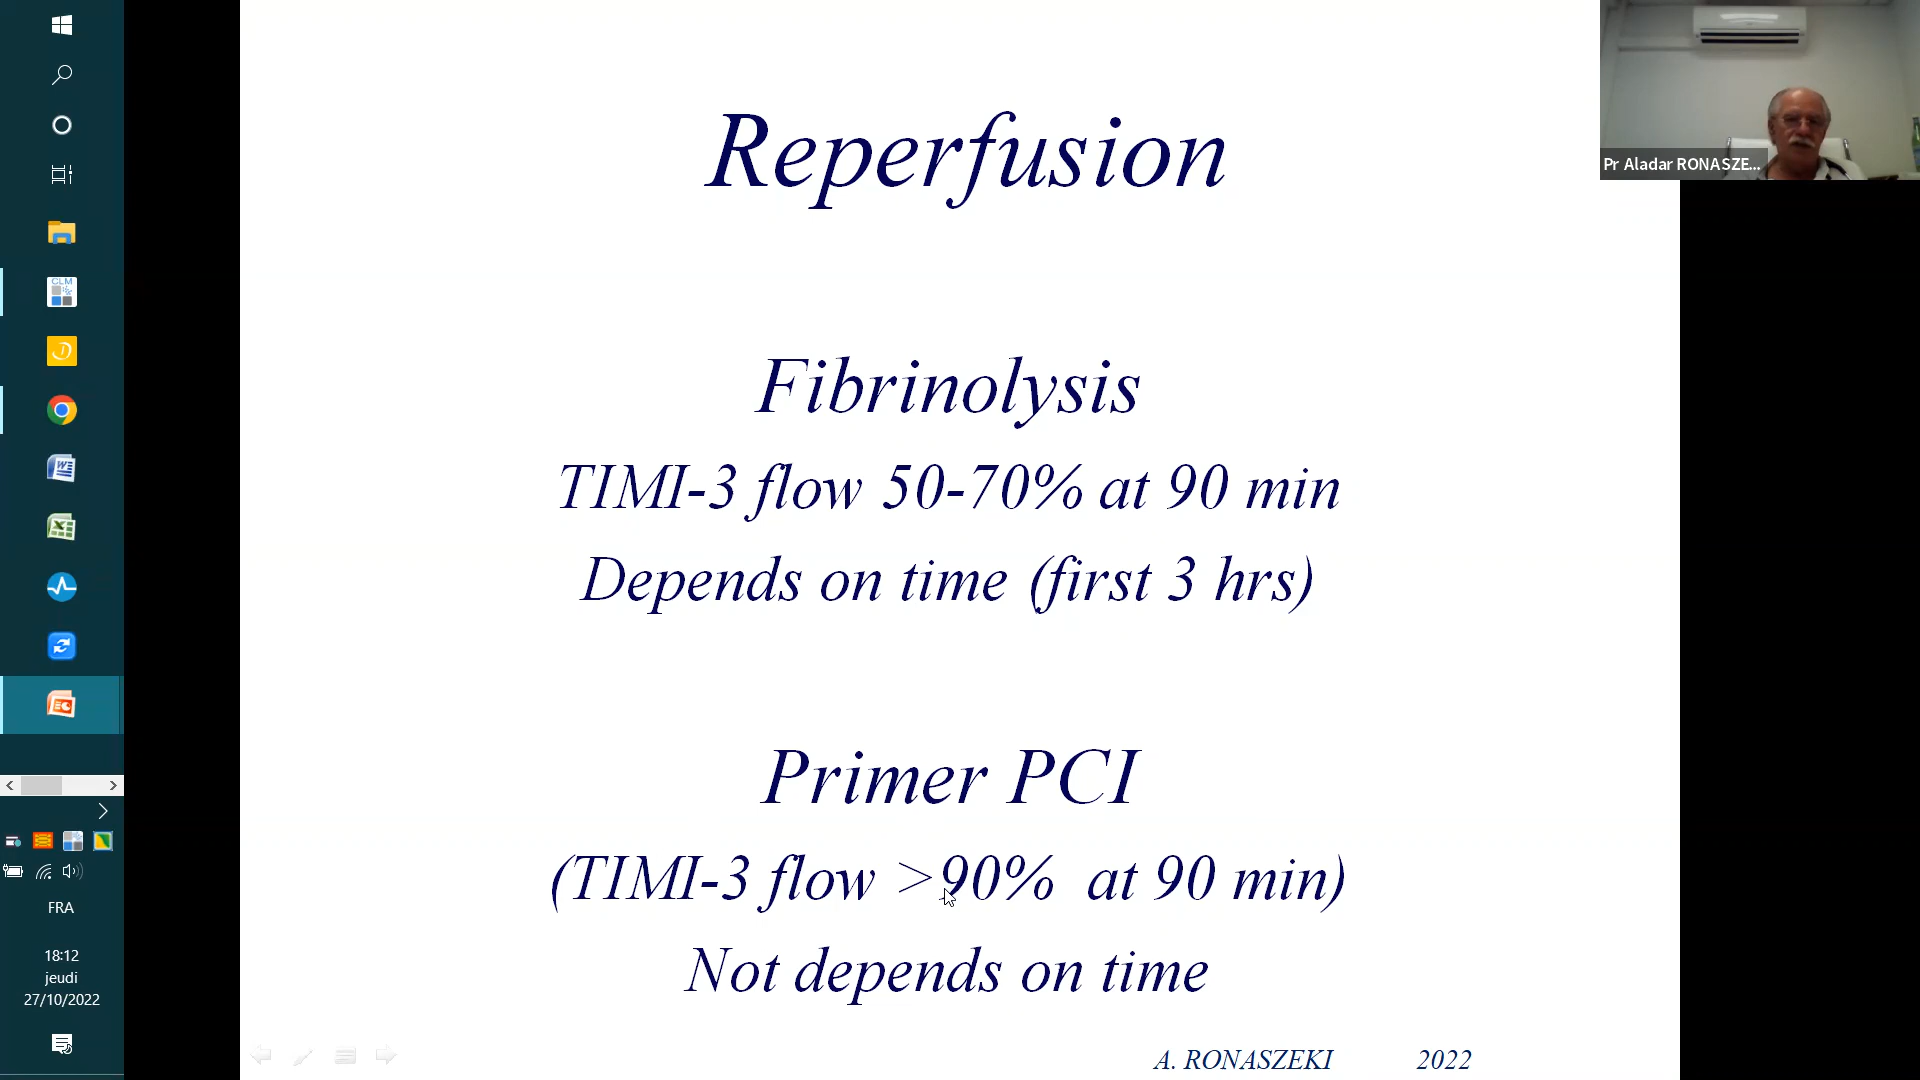 Reperfusion
Fibrinolysis
TIMI-3 flow 50-70% at 90 min
Depends on time (first 3 hrs)
Primer PCI
(TIMI-3 flow >90% at 90 min)
Not depends on time
A. RONASZEKI 2022
Pr Aladar RONASZE...
CLM
FRA
18:12
jeudi
27/10/2022